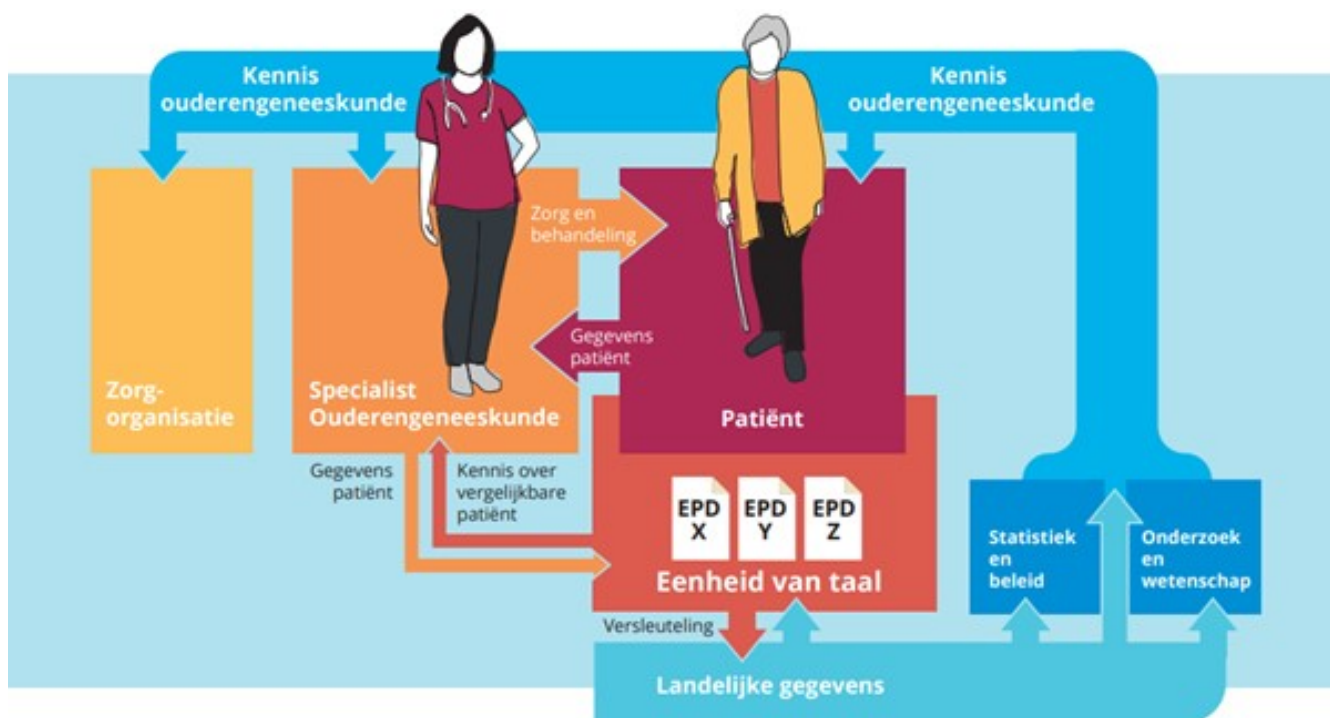 Kennis
ouderengeneeskunde
Kennis
ouderengeneeskunde
Zorg en
behandeling
Gegevens
patiënt
Zorg-
organisatie
Specialist
Ouderengeneeskunde
Patiënt
Gegevens
patiënt
Kennis over
vergelijkbare
patiënt
EPD
X
EPD
Y
EPD
Z
Eenheid van taal
Statistiek
en
beleid
Onderzoek
en
wetenschap
Versleuteling
Landelijke gegevens